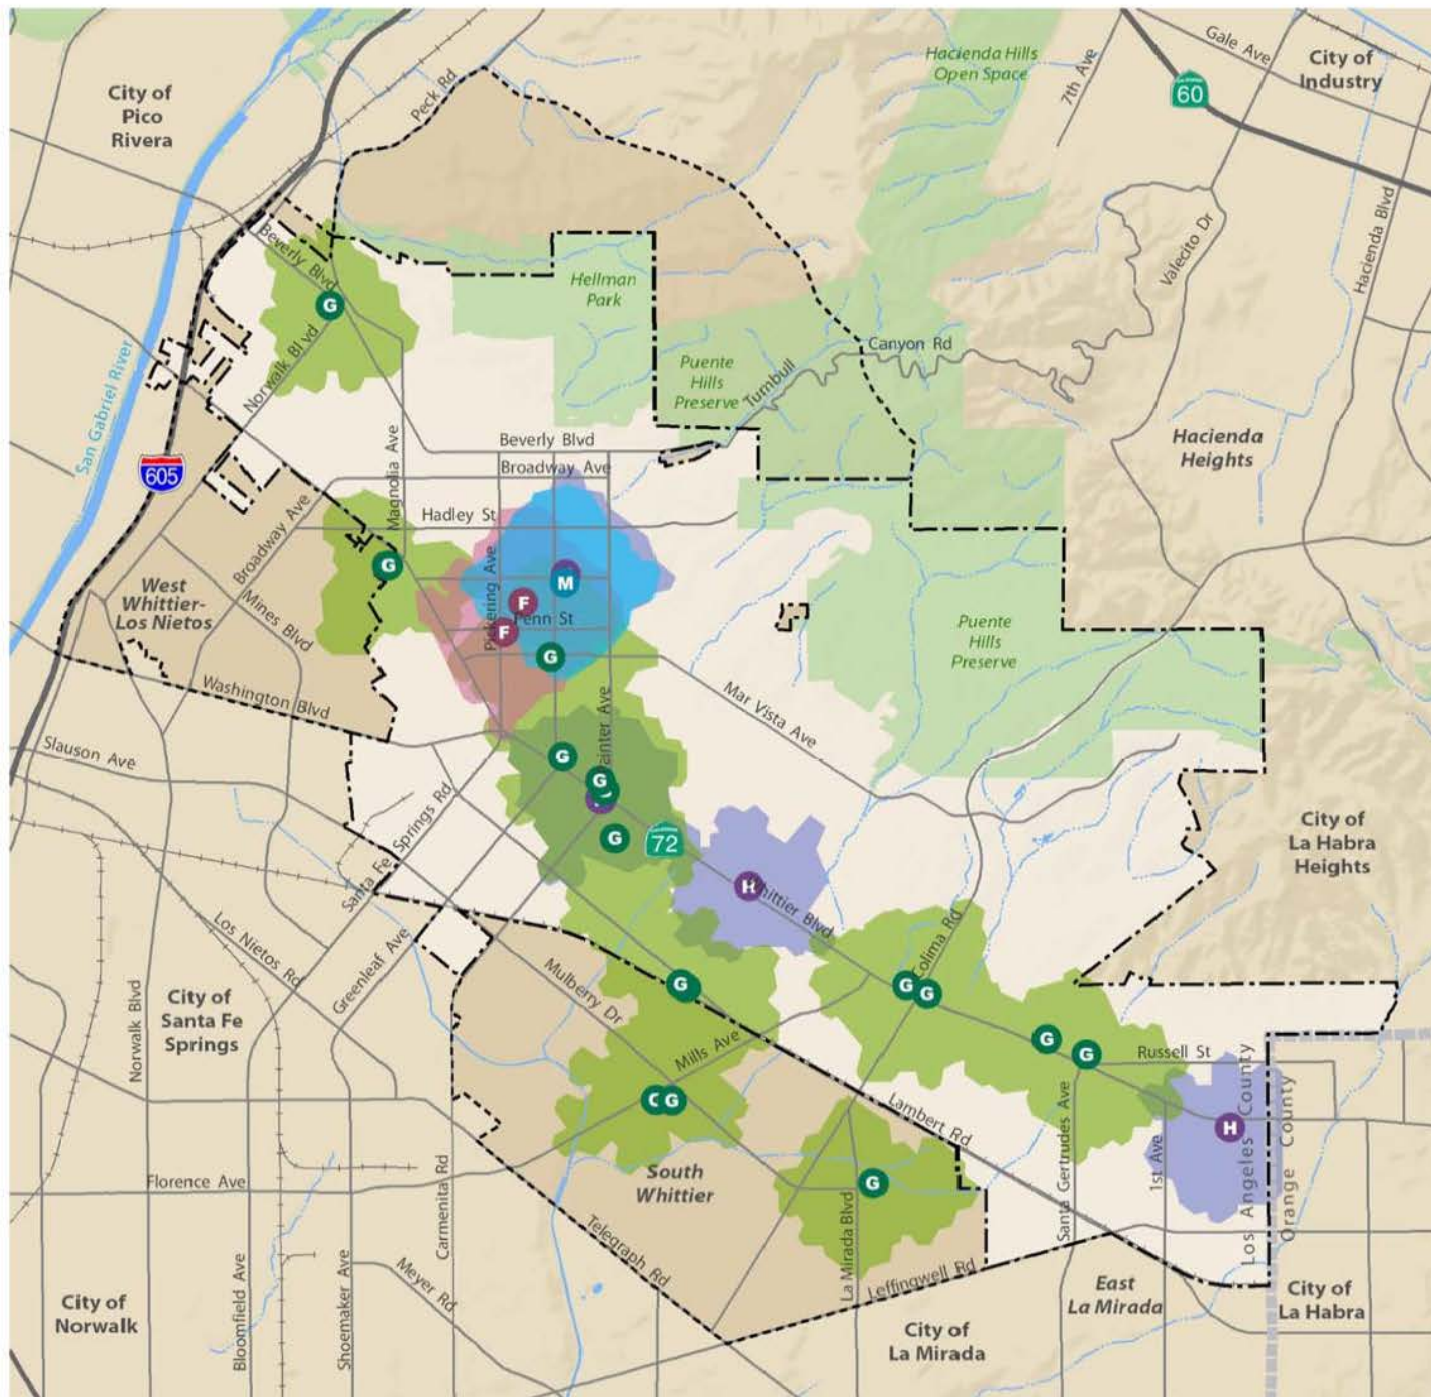 Hacienda Hills
Open Space
7th Ave
Gale Ave
City of
Industry
60
City of
Pico
Rivera
Peck Rd
Valecito Dr
Hacienda Blvd
Beverly Blvd
G
Hellman
Park
Norwalk Bl vd
San Gabriel River
Puente
Hills
Preserve
Turnbull
Canyon Rd
Hacienda
Heights
605
Magnolia Ave
Beverly Blvd
Broadway Ave
Hadley St
Broadway Ave
G
West
Whittier-
Los Nietos
Mines Blvd
Pickering Ave
M
F
Penn St
F
G
Puente
Hills
Preserve
Washington Blvd
Mar Vista Ave
Painter Ave
Slauson Ave
G
G
G
72
Santa Fe Springs Rd
City of
La Habra
Heights
H
Whittier Blvd
Los Nietos Rd
Greenleaf Ave
Mulberry Dr
Colima Rd
G
G
G
Norwalk Blvd
City of
Santa Fe
Springs
Mills Ave
G
G
Russell St
G
Lambert Rd
Santa Gertrudes Ave
1st Ave
H
Los Angeles County
Orange County
Florence Ave
Carmenita Rd
South
Whittier
G
La Mirada Blvd
Telegraph Rd
Leffingwell Rd
Bloomfield Ave
Shoemaker Ave
Meyer Rd
City of
Norwalk
East
La Mirada
City of
La Habra
City of
La Mirada